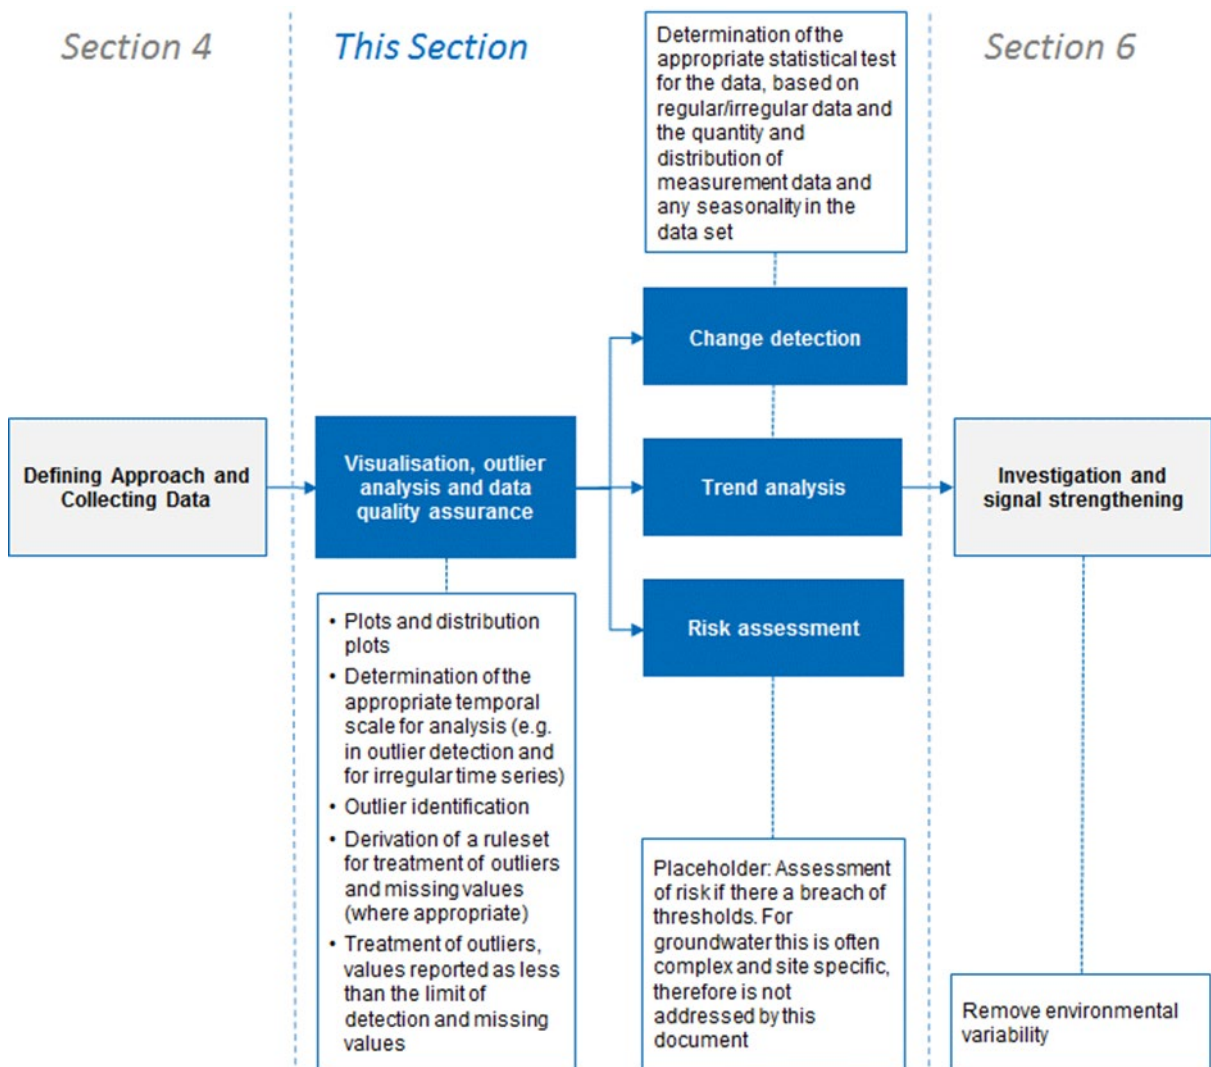 Section 4
This Section
Section 6
Determination of the
appropriate statistical test
for the data, based on
regular/irregular data and
the quantity and
distribution of
measurement data and
any seasonality in the
data set
Change detection
Defining Approach and
Collecting Data
Visualisation, outlier
analysis and data
quality assurance
Trend analysis
Investigation and
signal strengthening
Risk assessment
• Plots and distribution
plots
• Determination of the
appropriate temporal
scale for analysis (e.g.
in outlier detection and
for irregular time series)
• Outlier identification
• Derivation of a ruleset
for treatment of outliers
and missing values
(where appropriate)
• Treatment of outliers,
values reported as less
than the limit of
detection and missing
values
Placeholder: Assessment
of risk if there a breach of
thresholds. For
groundwater this is often
complex and site specific,
therefore is not
addressed by this
document
Remove environmental
variability